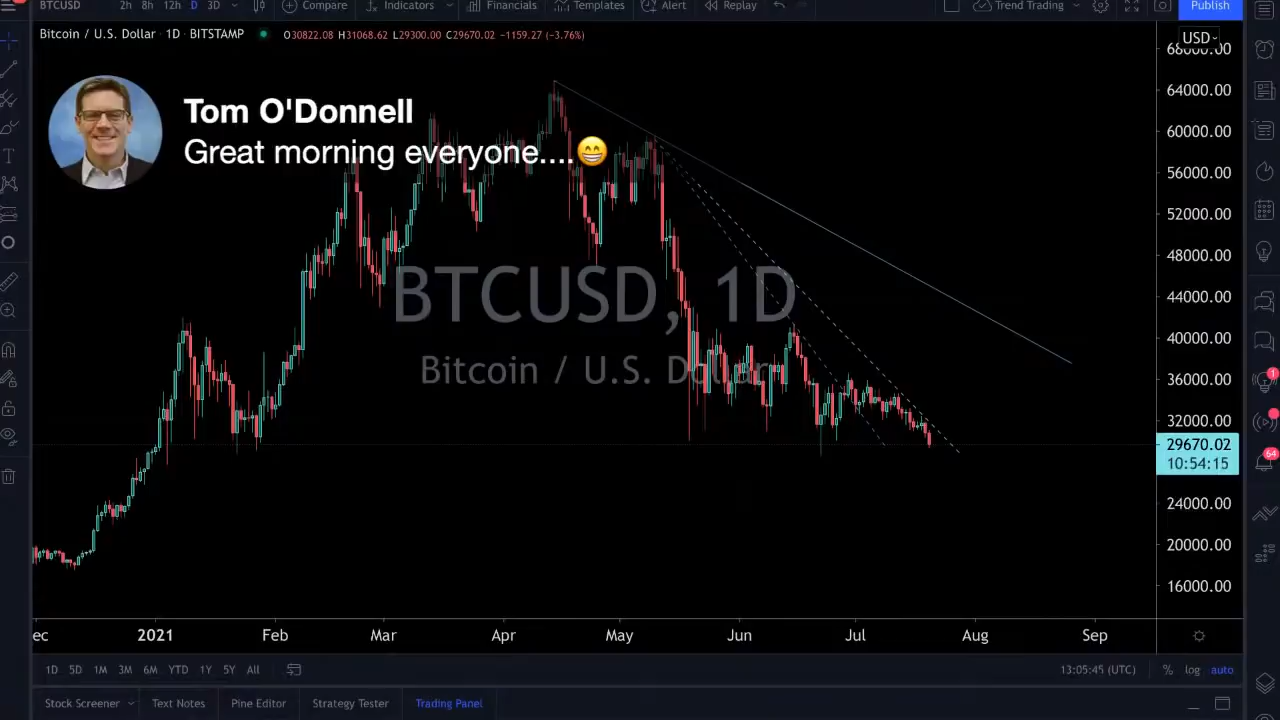 BTCUSD 2h 8h 12h D 3D Compare Indicators Financials Templates Alert Replay Trend Trading Publish
Bitcoin / U.S. Dollar · 1D · BITSTAMP O30822.08 H31068.62 L29300.00 C29670.02 −1159.27 (−3.76%)
USD
68000.00
64000.00
Tom O'Donnell
Great morning everyone....😁
60000.00
56000.00
52000.00
48000.00
44000.00
BTCUSD, 1D
Bitcoin / U.S. Dollar
40000.00
36000.00
32000.00
29670.02
10:54:15
24000.00
20000.00
16000.00
1
64
ec 2021 Feb Mar Apr May Jun Jul Aug Sep
1D 5D 1M 3M 6M YTD 1Y 5Y All 13:05:45 (UTC) % log auto
Stock Screener Text Notes Pine Editor Strategy Tester Trading Panel